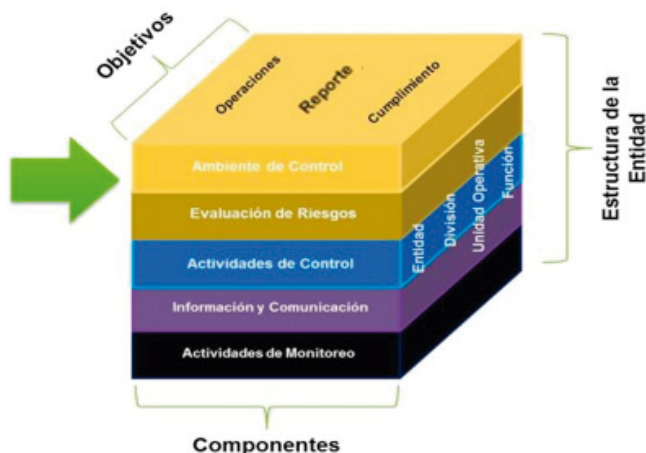 Objetivos
Operaciones
Reporte
Cumplimiento
Ambiente de Control
Evaluación de Riesgos
Actividades de Control
Información y Comunicación
Actividades de Monitoreo
Entidad
División
Unidad Operativa
Función
Estructura de la
Entidad
Componentes